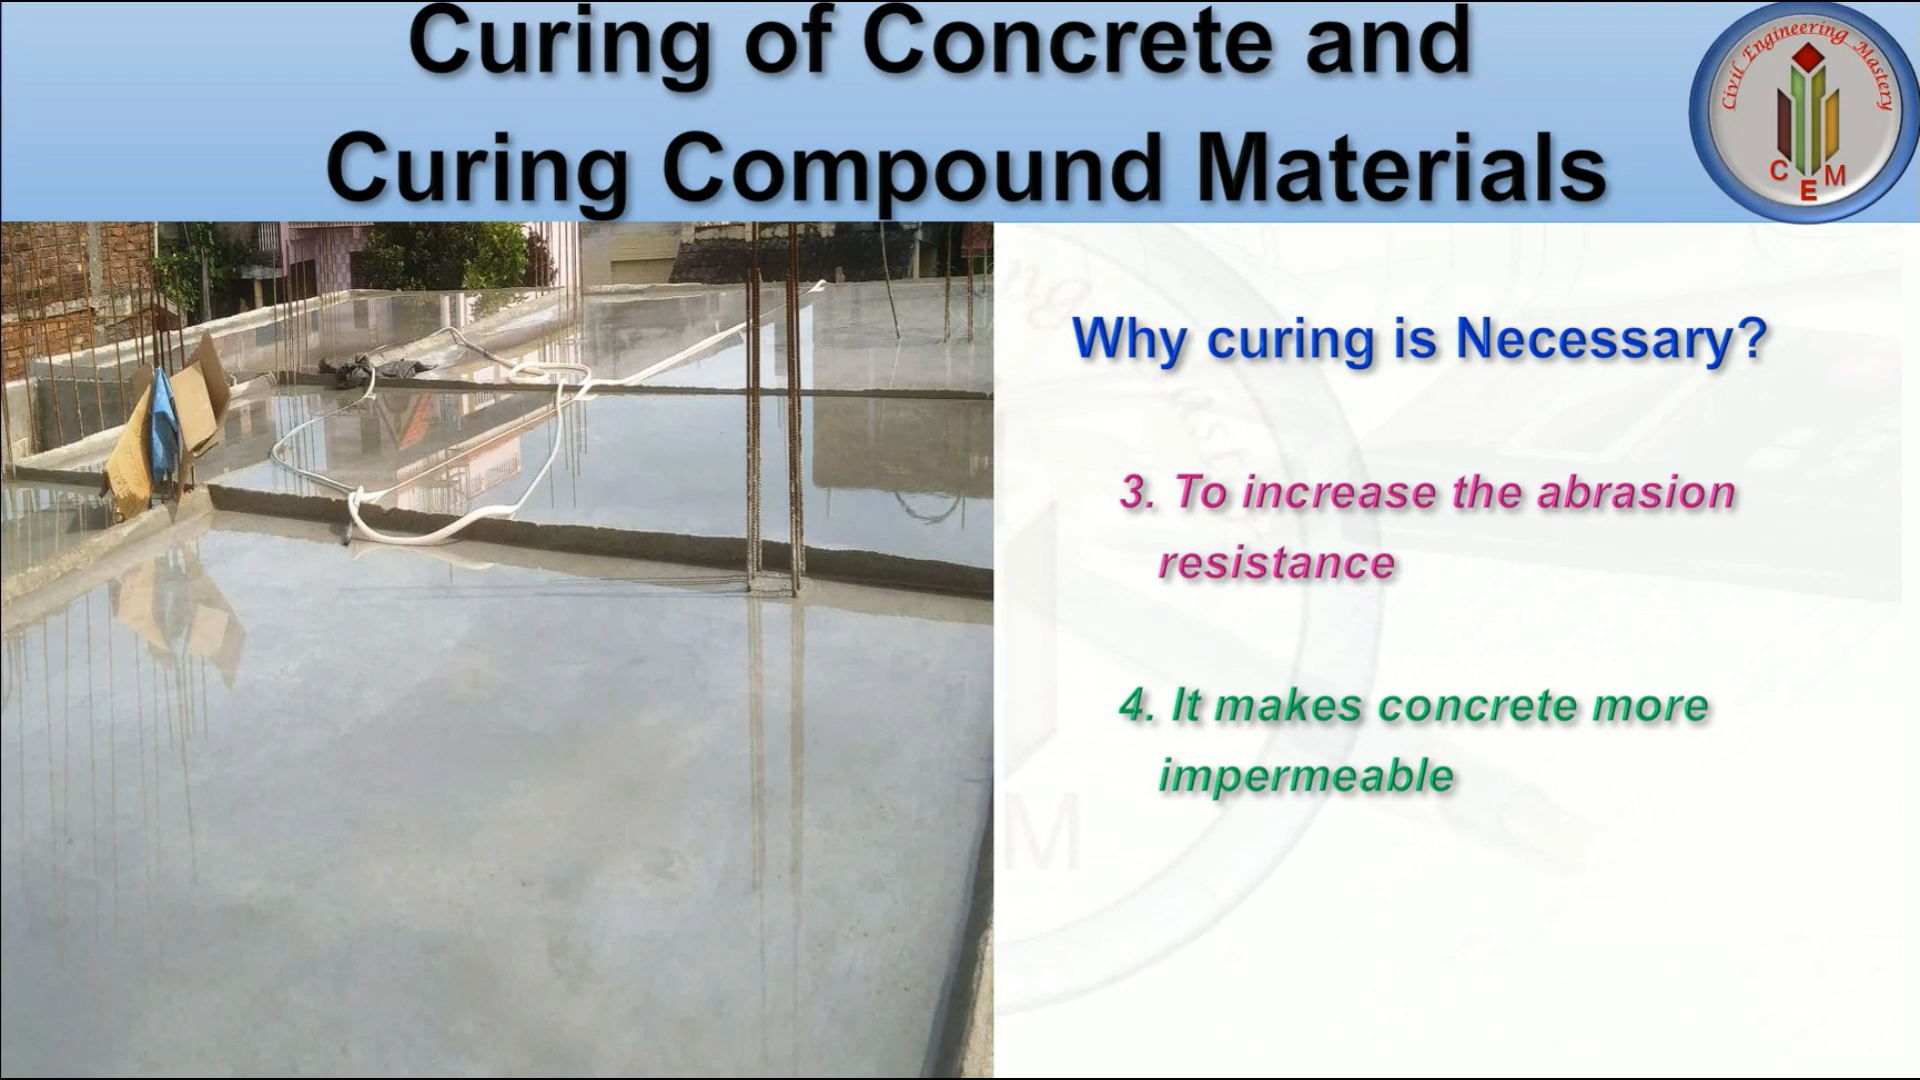 Curing of Concrete and
Curing Compound Materials
Civil Engineering Mastery
C E M
Why curing is Necessary?
3. To increase the abrasion
resistance
4. It makes concrete more
impermeable
M